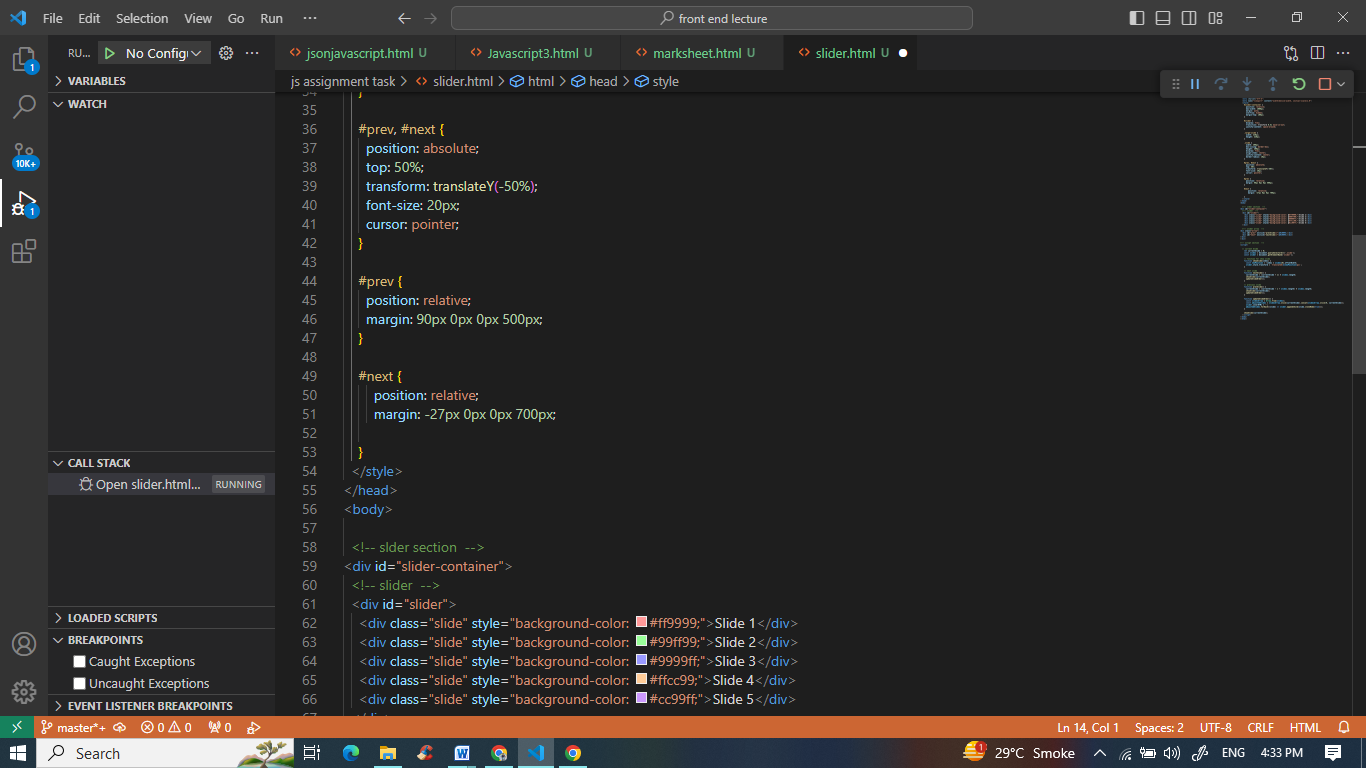 File Edit Selection View Go Run ··· front end lecture
RU... No Config
jsonjavascript.html U Javascript3.html U marksheet.html U slider.html U
js assignment task > slider.html > html > head > style
VARIABLES
WATCH
CALL STACK
Open slider.html... RUNNING
LOADED SCRIPTS
BREAKPOINTS
Caught Exceptions
Uncaught Exceptions
EVENT LISTENER BREAKPOINTS
1
10K+
1
34 }
35
36 #prev, #next {
37 position: absolute;
38 top: 50%;
39 transform: translateY(-50%);
40 font-size: 20px;
41 cursor: pointer;
42 }
43
44 #prev {
45 position: relative;
46 margin: 90px 0px 0px 500px;
47 }
48
49 #next {
50 position: relative;
51 margin: -27px 0px 0px 700px;
52
53 }
54 </style>
55 </head>
56 <body>
57
58 <!-- slder section  -->
59 <div id="slider-container">
60 <!-- slider  -->
61 <div id="slider">
62 <div class="slide" style="background-color: #ff9999;">Slide 1</div>
63 <div class="slide" style="background-color: #99ff99;">Slide 2</div>
64 <div class="slide" style="background-color: #9999ff;">Slide 3</div>
65 <div class="slide" style="background-color: #ffcc99;">Slide 4</div>
66 <div class="slide" style="background-color: #cc99ff;">Slide 5</div>
master*+ 0 0 0 Ln 14, Col 1 Spaces: 2 UTF-8 CRLF HTML
Search 1 29°C Smoke ENG 4:33 PM